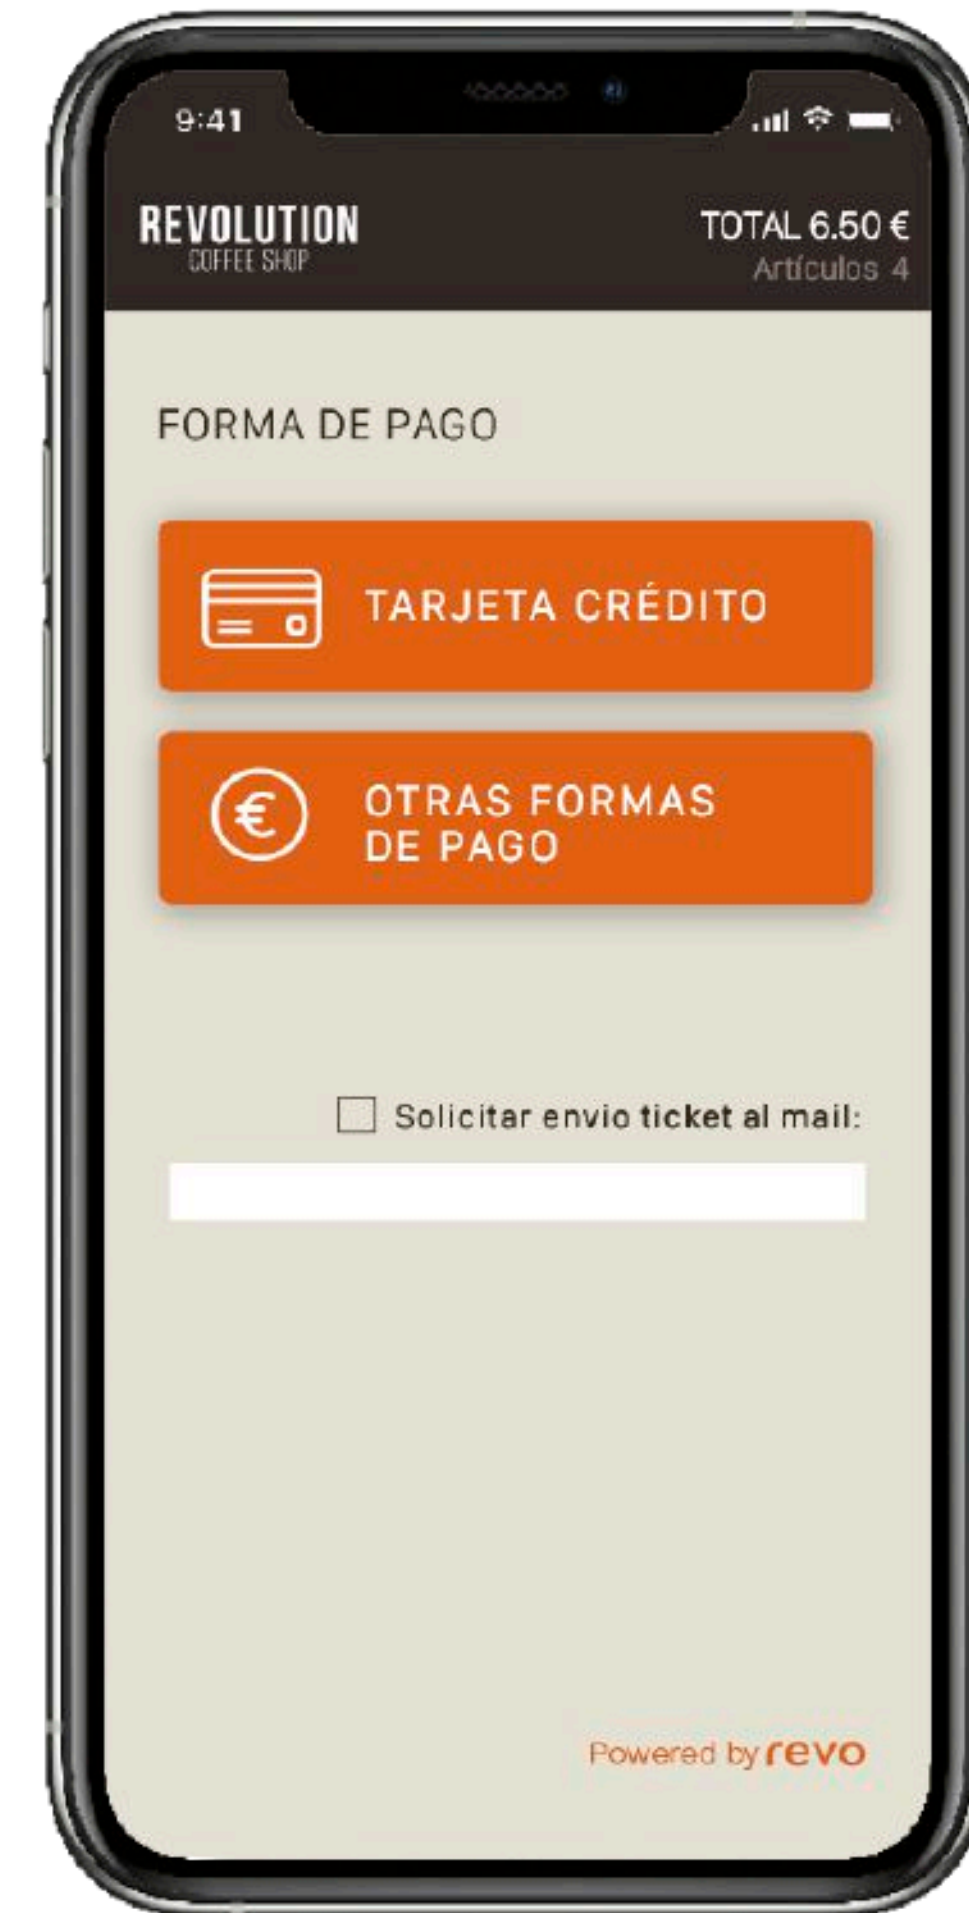 9:41
REVOLUTION
COFFEE SHOP
TOTAL 6.50 €
Artículos 4
FORMA DE PAGO
TARJETA CRÉDITO
€
OTRAS FORMAS
DE PAGO
Solicitar envio ticket al mail:
Powered by revo